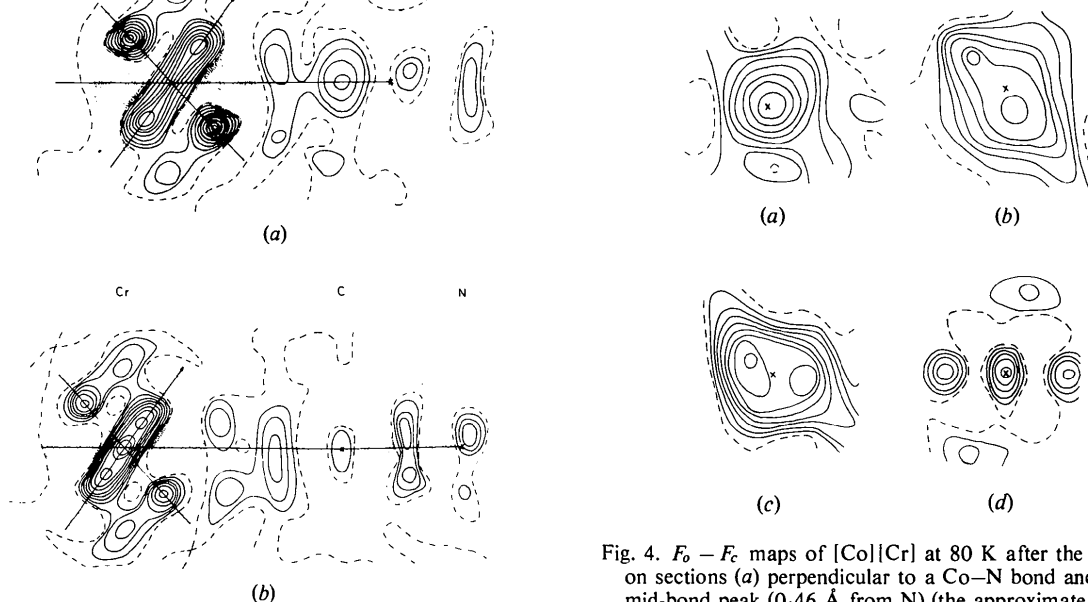 (a)
Cr C N
(b)
(a) (b)
(c) (d)
Fig. 4. Fo − Fc maps of [Co][Cr] at 80 K after the
on sections (a) perpendicular to a Co–N bond and
mid-bond peak (0·46 Å from N) (the approximate